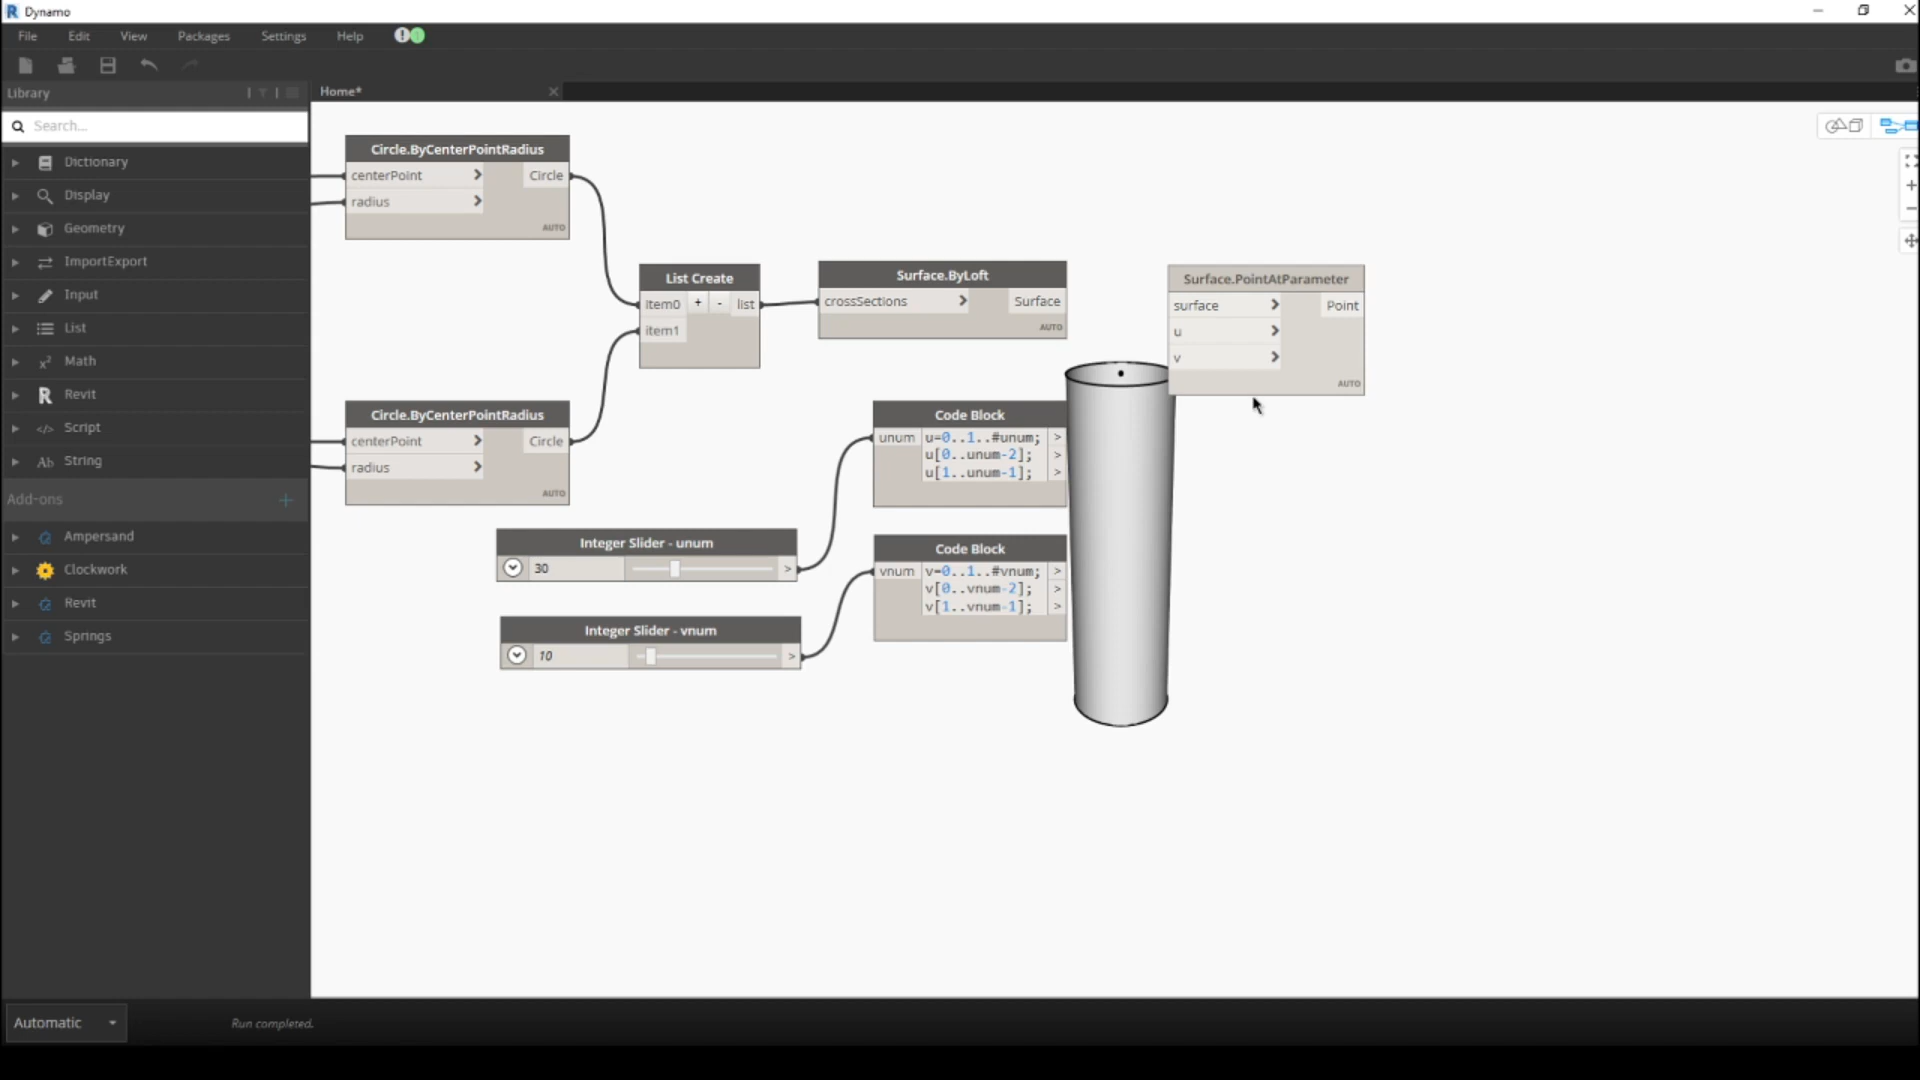 Dynamo
File Edit View Packages Settings Help
Library
Home*
Search...
Dictionary
Display
Geometry
ImportExport
Input
List
Math
Revit
Script
String
Add-ons
Ampersand
Clockwork
Revit
Springs
Circle.ByCenterPointRadius
centerPoint > Circle
radius >
AUTO
List Create
item0 + - list
item1
Surface.ByLoft
crossSections > Surface
AUTO
Surface.PointAtParameter
surface > Point
u >
v >
AUTO
Circle.ByCenterPointRadius
centerPoint > Circle
radius >
AUTO
Code Block
unum u=0..1..#unum; >
u[0..unum-2]; >
u[1..unum-1]; >
Integer Slider - unum
30 >
Code Block
vnum v=0..1..#vnum; >
v[0..vnum-2]; >
v[1..vnum-1]; >
Integer Slider - vnum
10 >
Automatic
Run completed.